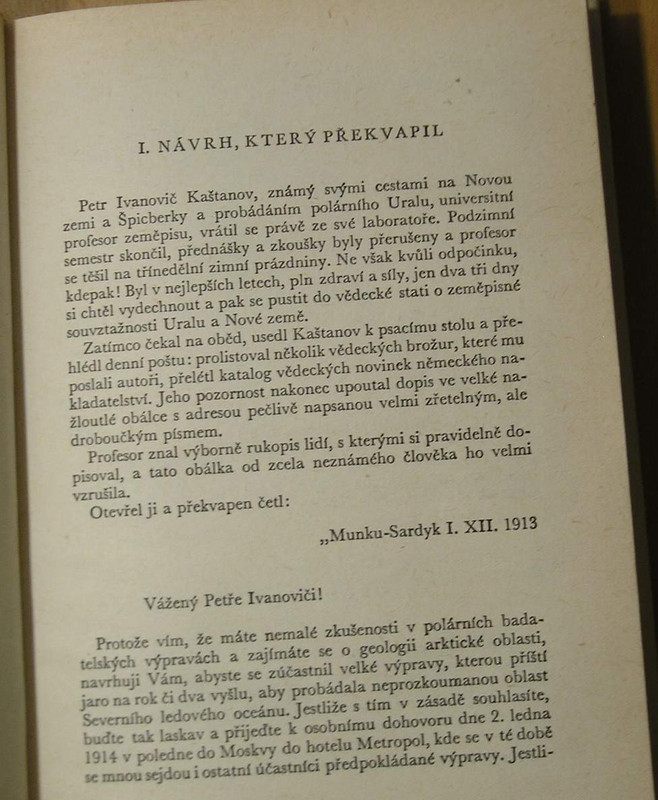 I. NÁVRH, KTERÝ PŘEKVAPIL
Petr Ivanovič Kaštanov, známý svými cestami na Novou
zemi a Špicberky a probádáním polárního Uralu, universitní
profesor zeměpisu, vrátil se právě ze své laboratoře. Podzimní
semestr skončil, přednášky a zkoušky byly přerušeny a profesor
se těšil na třínedělní zimní prázdniny. Ne však kvůli odpočinku,
kdepak! Byl v nejlepších letech, pln zdraví a síly, jen dva tři dny
si chtěl vydechnout a pak se pustit do vědecké stati o zeměpisné
souvztažnosti Uralu a Nové země.
Zatímco čekal na oběd, usedl Kaštanov k psacímu stolu a pře-
hlédl denní poštu: prolistoval několik vědeckých brožur, které mu
poslali autoři, přelétl katalog vědeckých novinek německého na-
kladatelství. Jeho pozornost nakonec upoutal dopis ve velké na-
žloutlé obálce s adresou pečlivě napsanou velmi zřetelným, ale
droboučkým písmem.
Profesor znal výborně rukopis lidí, s kterými si pravidelně do-
pisoval, a tato obálka od zcela neznámého člověka ho velmi
vzrušila.
Otevřel ji a překvapen četl:
„Munku-Sardyk I. XII. 1913
Vážený Petře Ivanoviči!
Protože vím, že máte nemalé zkušenosti v polárních bada-
telských výpravách a zajímáte se o geologii arktické oblasti,
navrhuji Vám, abyste se zúčastnil velké výpravy, kterou příští
jaro na rok či dva vyšlu, aby probádala neprozkoumanou oblast
Severního ledového oceánu. Jestliže s tím v zásadě souhlasíte,
buďte tak laskav a přijeďte k osobnímu dohovoru dne 2. ledna
1914 v poledne do Moskvy do hotelu Metropol, kde se v té době
se mnou sejdou i ostatní účastníci předpokládané výpravy. Jestli-